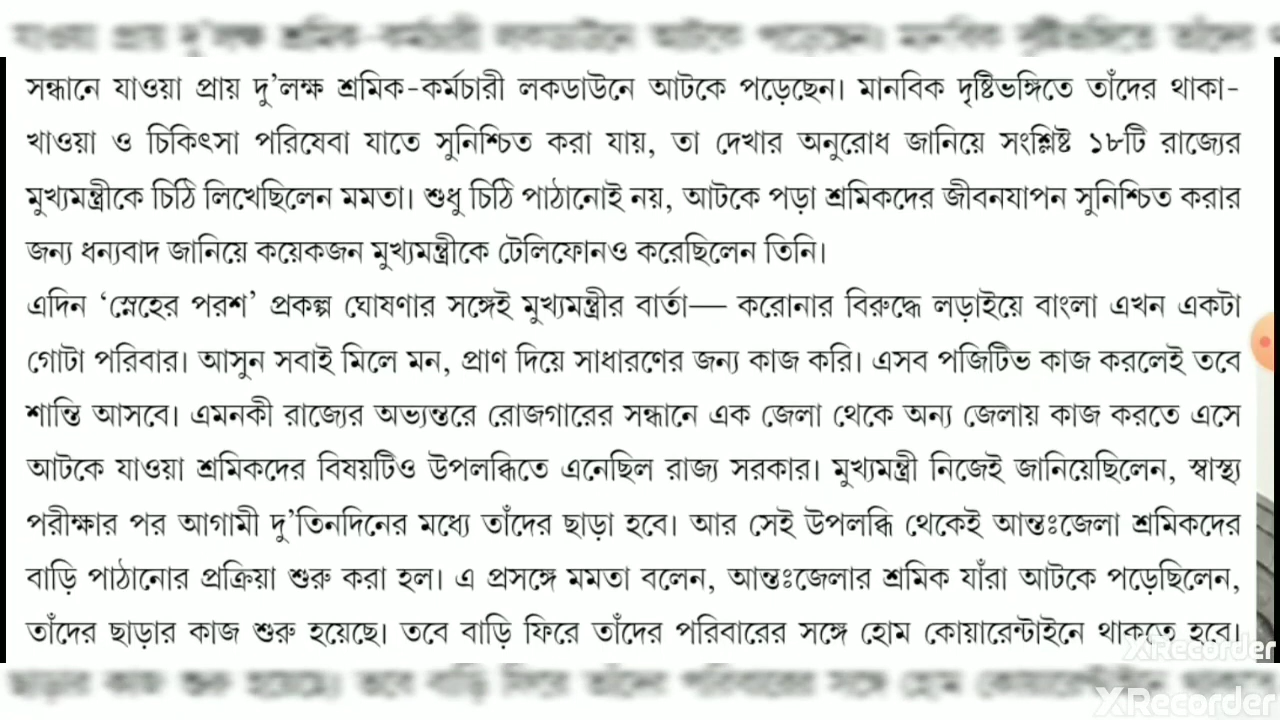 সন্ধানে যাওয়া প্রায় দু’লক্ষ শ্রমিক-কর্মচারী লকডাউনে আটকে পড়েছেন। মানবিক দৃষ্টিভঙ্গিতে তাঁদের থাকা-
খাওয়া ও চিকিৎসা পরিষেবা যাতে সুনিশ্চিত করা যায়, তা দেখার অনুরোধ জানিয়ে সংশ্লিষ্ট ১৮টি রাজ্যের
মুখ্যমন্ত্রীকে চিঠি লিখেছিলেন মমতা। শুধু চিঠি পাঠানোই নয়, আটকে পড়া শ্রমিকদের জীবনযাপন সুনিশ্চিত করার
জন্য ধন্যবাদ জানিয়ে কয়েকজন মুখ্যমন্ত্রীকে টেলিফোনও করেছিলেন তিনি।
এদিন ‘স্নেহের পরশ’ প্রকল্প ঘোষণার সঙ্গেই মুখ্যমন্ত্রীর বার্তা— করোনার বিরুদ্ধে লড়াইয়ে বাংলা এখন একটা
গোটা পরিবার। আসুন সবাই মিলে মন, প্রাণ দিয়ে সাধারণের জন্য কাজ করি। এসব পজিটিভ কাজ করলেই তবে
শান্তি আসবে। এমনকী রাজ্যের অভ্যন্তরে রোজগারের সন্ধানে এক জেলা থেকে অন্য জেলায় কাজ করতে এসে
আটকে যাওয়া শ্রমিকদের বিষয়টিও উপলব্ধিতে এনেছিল রাজ্য সরকার। মুখ্যমন্ত্রী নিজেই জানিয়েছিলেন, স্বাস্থ্য
পরীক্ষার পর আগামী দু’তিনদিনের মধ্যে তাঁদের ছাড়া হবে। আর সেই উপলব্ধি থেকেই আন্তঃজেলা শ্রমিকদের
বাড়ি পাঠানোর প্রক্রিয়া শুরু করা হল। এ প্রসঙ্গে মমতা বলেন, আন্তঃজেলার শ্রমিক যাঁরা আটকে পড়েছিলেন,
তাঁদের ছাড়ার কাজ শুরু হয়েছে। তবে বাড়ি ফিরে তাঁদের পরিবারের সঙ্গে হোম কোয়ারেন্টাইনে থাকতে হবে।
XRecorder
XRecorder